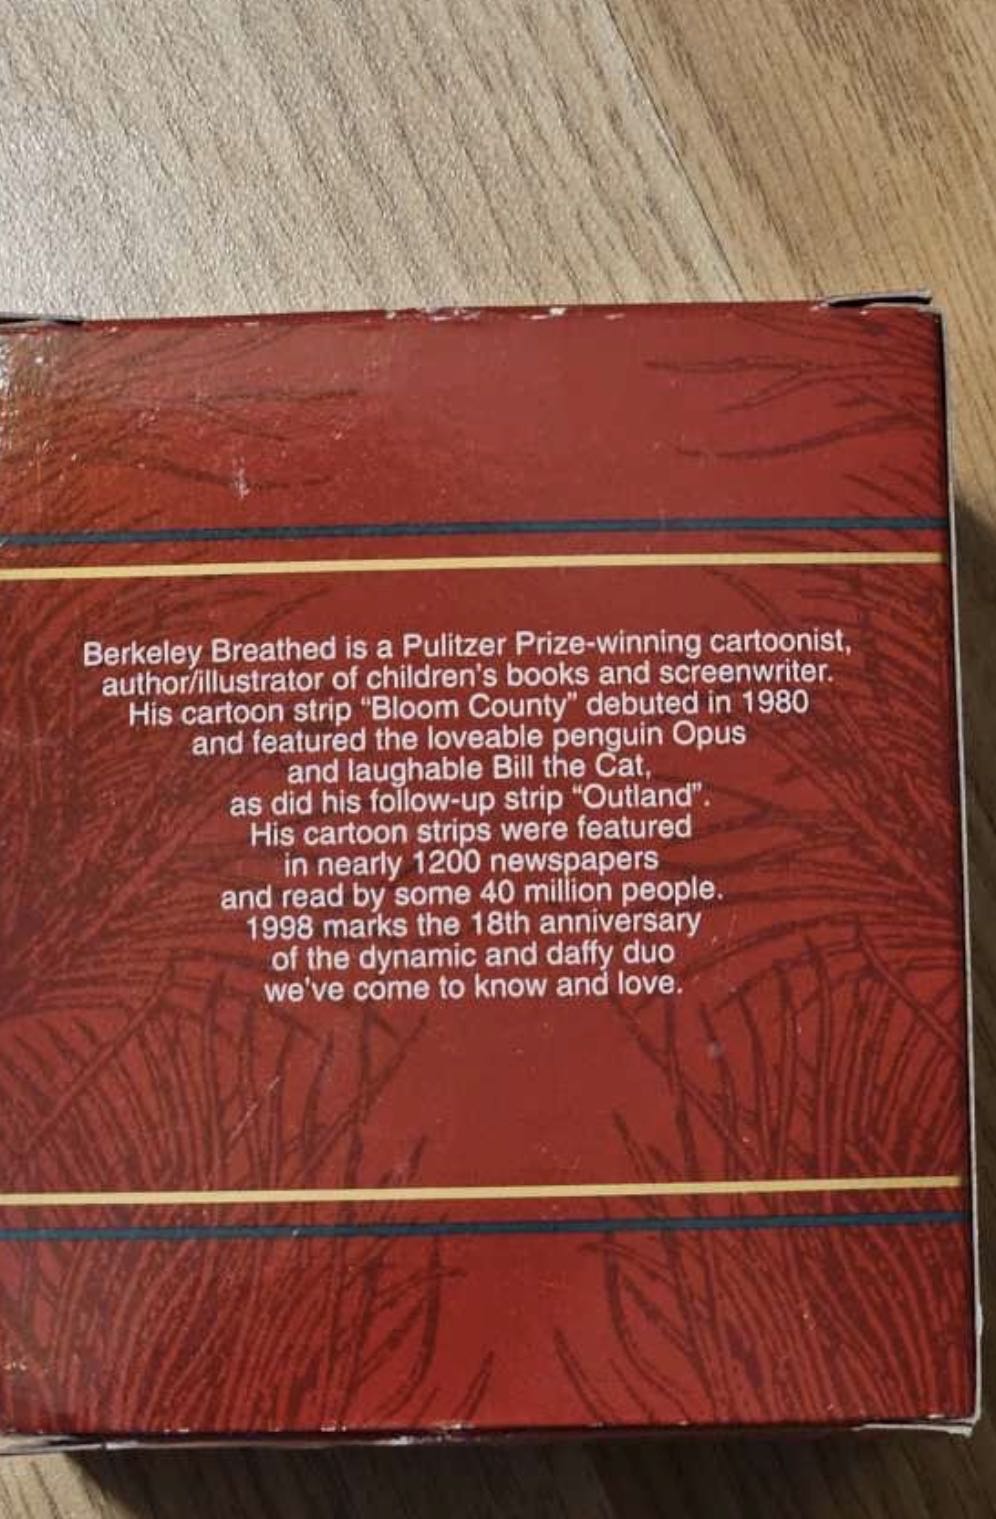 Berkeley Breathed is a Pulitzer Prize-winning cartoonist,
author/illustrator of children's books and screenwriter.
His cartoon strip “Bloom County” debuted in 1980
and featured the loveable penguin Opus
and laughable Bill the Cat,
as did his follow-up strip “Outland”.
His cartoon strips were featured
in nearly 1200 newspapers
and read by some 40 million people.
1998 marks the 18th anniversary
of the dynamic and daffy duo
we've come to know and love.